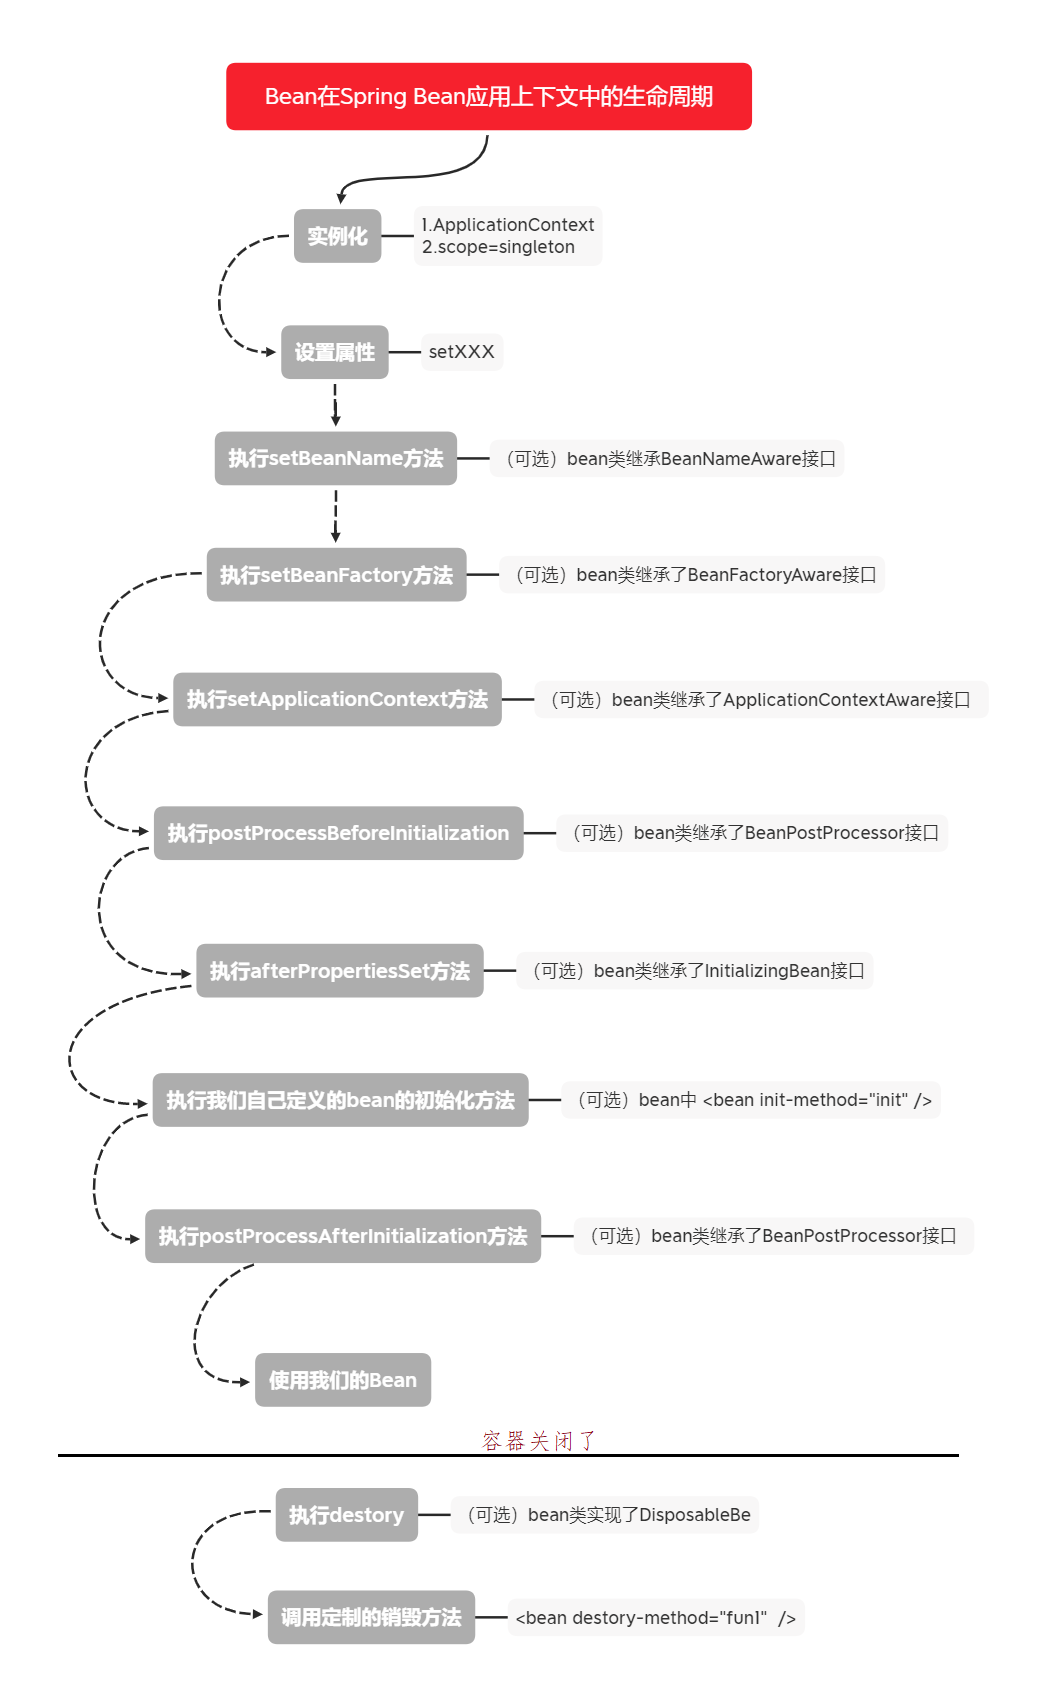 Bean在Spring Bean应用上下文中的生命周期
实例化
1.ApplicationContext
2.scope=singleton
设置属性
setXXX
执行setBeanName方法
（可选）bean类继承BeanNameAware接口
执行setBeanFactory方法
（可选）bean类继承了BeanFactoryAware接口
执行setApplicationContext方法
（可选）bean类继承了ApplicationContextAware接口
执行postProcessBeforeInitialization
（可选）bean类继承了BeanPostProcessor接口
执行afterPropertiesSet方法
（可选）bean类继承了InitializingBean接口
执行我们自己定义的bean的初始化方法
（可选）bean中 <bean init-method="init" />
执行postProcessAfterInitialization方法
（可选）bean类继承了BeanPostProcessor接口
使用我们的Bean
容器关闭了
执行destory
（可选）bean类实现了DisposableBe
调用定制的销毁方法
<bean destory-method="fun1"  />